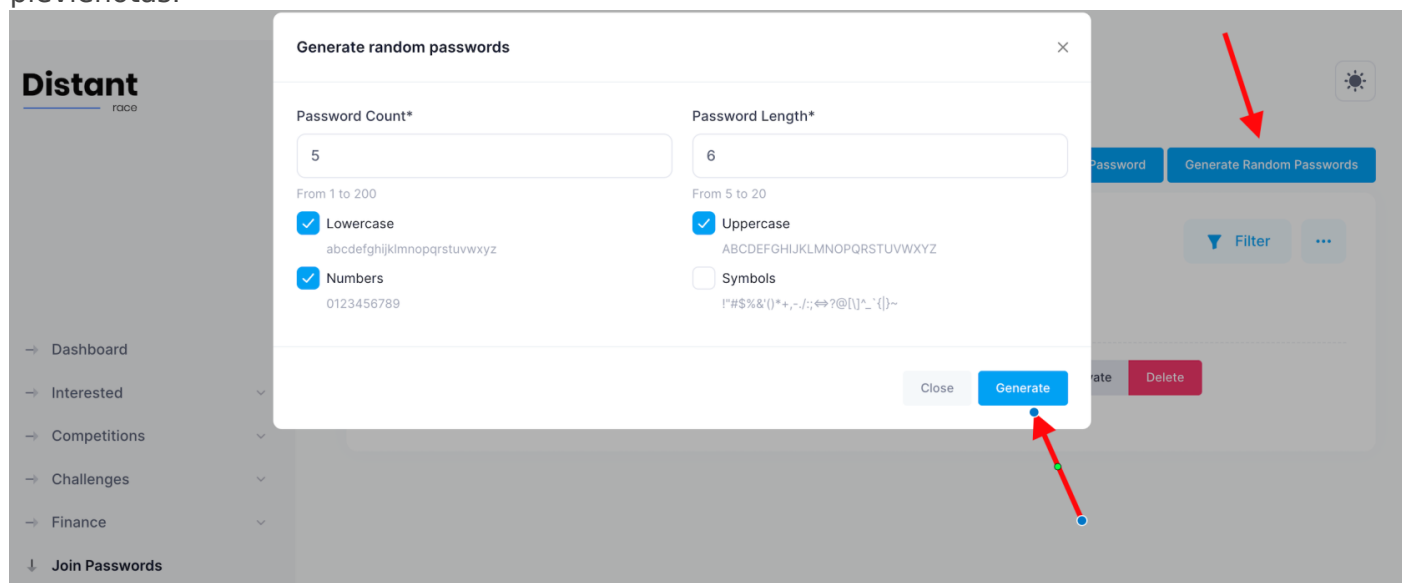 pievienotas.
Generate random passwords
Distant
race
Password Count*
Password Length*
5
6
Password
Generate Random Passwords
From 1 to 200
From 5 to 20
Lowercase
Uppercase
abcdefghijklmnopqrstuvwxyz
ABCDEFGHIJKLMNOPQRSTUVWXYZ
Filter
Numbers
Symbols
0123456789
!"#$%&'()*+,-./:;⇔?@[\]^_`{|}~
Dashboard
Interested
Close
Generate
vate
Delete
Competitions
Challenges
Finance
Join Passwords